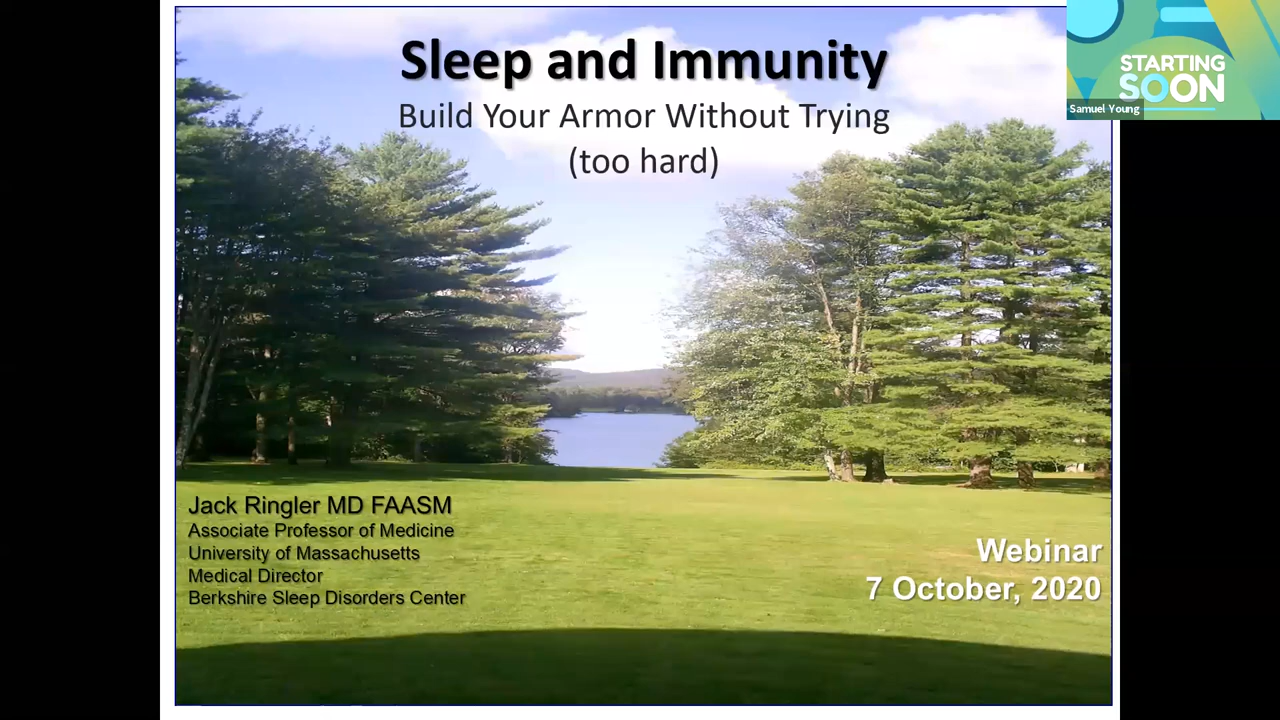 Sleep and Immunity
Build Your Armor Without Trying
(too hard)
STARTING
SOON
Samuel Young
Jack Ringler MD FAASM
Associate Professor of Medicine
University of Massachusetts
Medical Director
Berkshire Sleep Disorders Center
Webinar
7 October, 2020